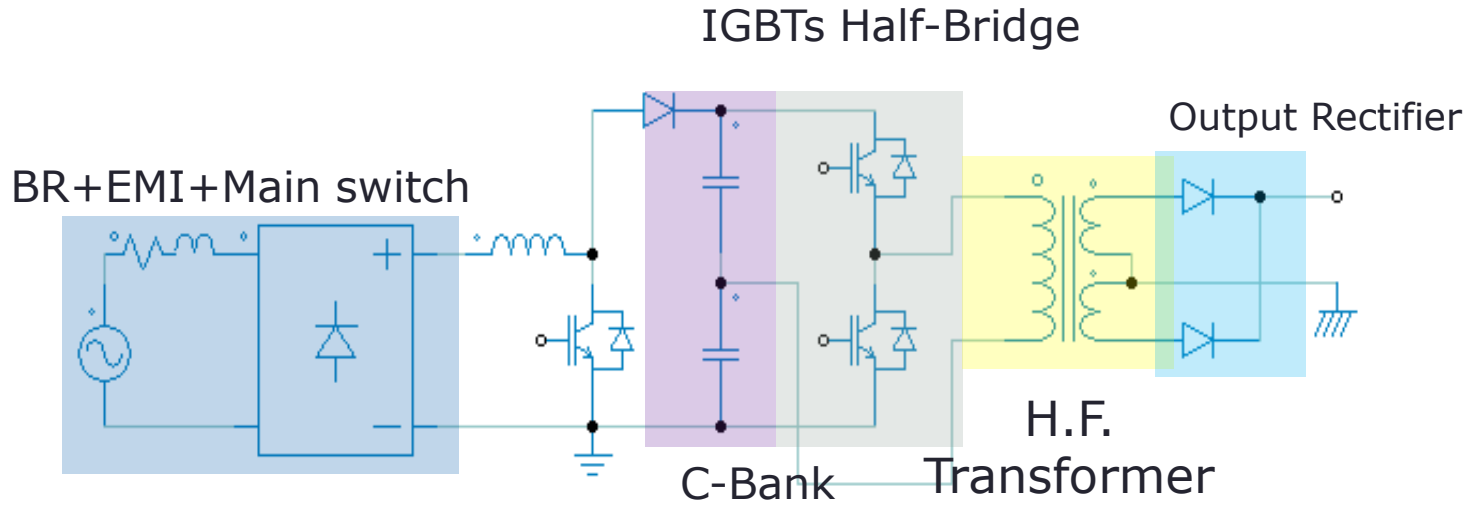 IGBTs Half-Bridge
Output Rectifier
BR+EMI+Main switch
H.F.
Transformer
C-Bank